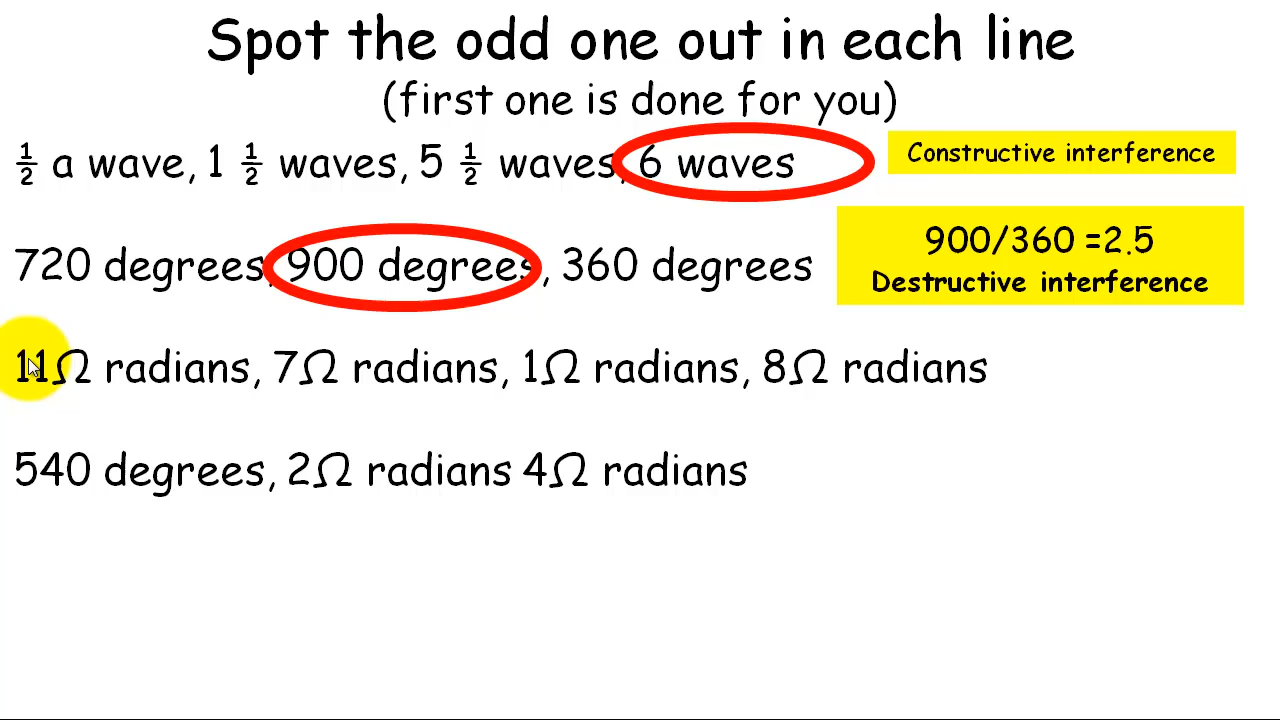 Spot the odd one out in each line
(first one is done for you)
½ a wave, 1 ½ waves, 5 ½ waves, 6 waves
Constructive interference
720 degrees, 900 degrees, 360 degrees
900/360 =2.5
Destructive interference
11Ω radians, 7Ω radians, 1Ω radians, 8Ω radians
540 degrees, 2Ω radians 4Ω radians